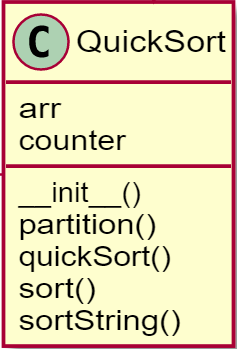 C QuickSort
arr
counter
__init__()
partition()
quickSort()
sort()
sortString()